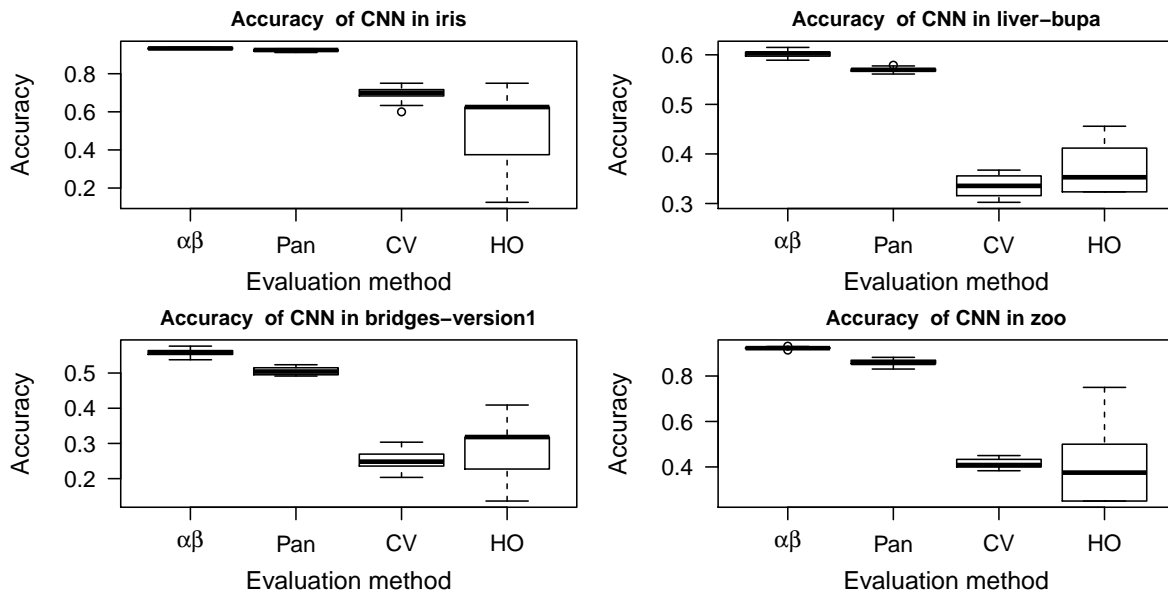 Accuracy of CNN in iris
Accuracy
0.8
0.6
0.4
0.2
αβ Pan CV HO
Evaluation method
Accuracy of CNN in liver−bupa
Accuracy
0.6
0.5
0.4
0.3
αβ Pan CV HO
Evaluation method
Accuracy of CNN in bridges−version1
Accuracy
0.5
0.4
0.3
0.2
αβ Pan CV HO
Evaluation method
Accuracy of CNN in zoo
Accuracy
0.8
0.6
0.4
αβ Pan CV HO
Evaluation method